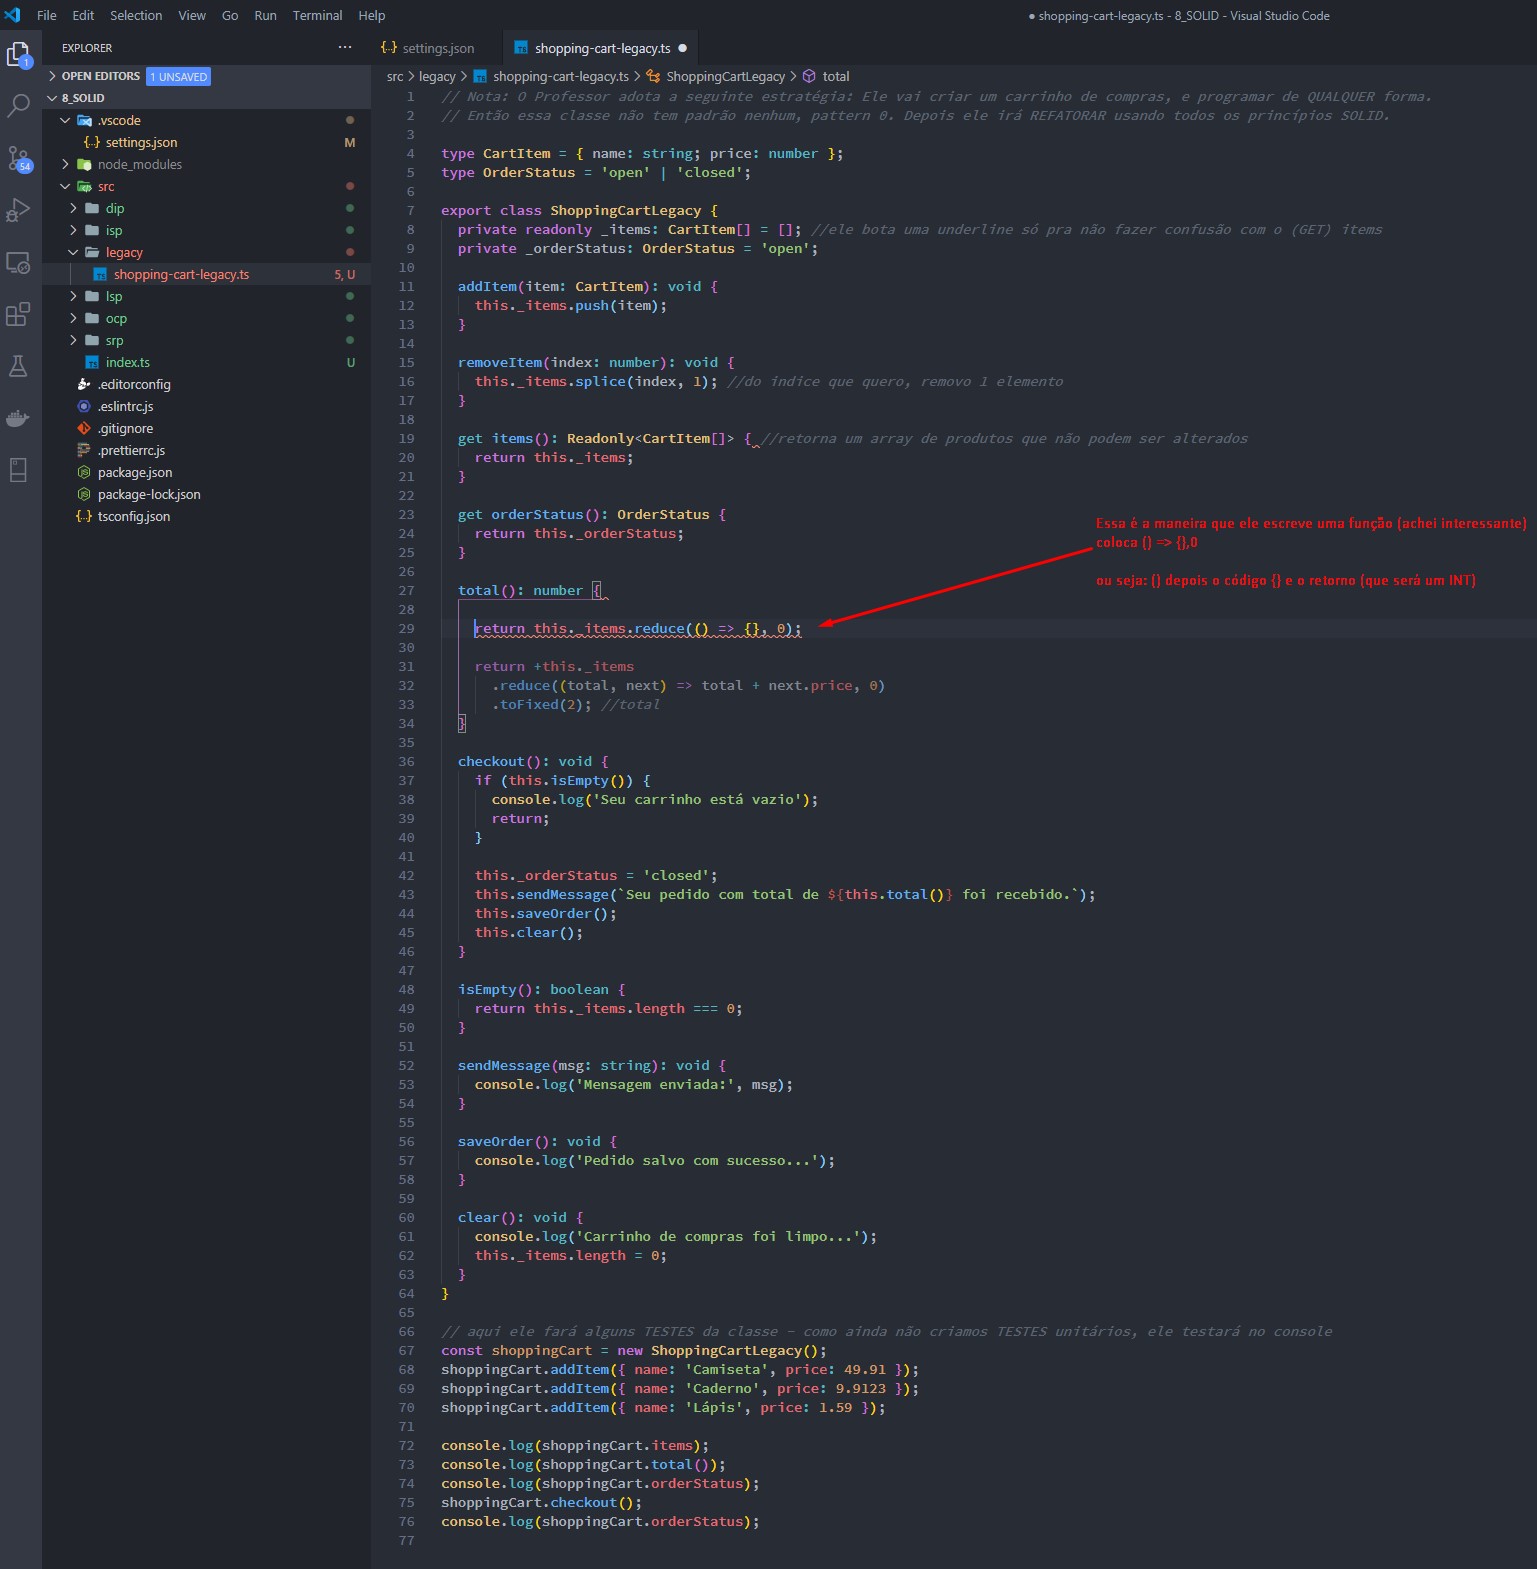 File Edit Selection View Go Run Terminal Help
● shopping-cart-legacy.ts - 8_SOLID - Visual Studio Code
EXPLORER ···
OPEN EDITORS 1 UNSAVED
8_SOLID
.vscode
{..} settings.json M
node_modules
src
dip
isp
legacy
TS shopping-cart-legacy.ts 5, U
lsp
ocp
srp
TS index.ts U
.editorconfig
.eslintrc.js
.gitignore
.prettierrc.js
package.json
package-lock.json
{..} tsconfig.json
1
54
{..} settings.json
TS shopping-cart-legacy.ts ●
src > legacy > TS shopping-cart-legacy.ts > ShoppingCartLegacy > total
1 // Nota: O Professor adota a seguinte estratégia: Ele vai criar um carrinho de compras, e programar de QUALQUER forma.
2 // Então essa classe não tem padrão nenhum, pattern 0. Depois ele irá REFATORAR usando todos os princípios SOLID.
3
4 type CartItem = { name: string; price: number };
5 type OrderStatus = 'open' | 'closed';
6
7 export class ShoppingCartLegacy {
8 private readonly _items: CartItem[] = []; //ele bota uma underline só pra não fazer confusão com o (GET) items
9 private _orderStatus: OrderStatus = 'open';
10
11 addItem(item: CartItem): void {
12 this._items.push(item);
13 }
14
15 removeItem(index: number): void {
16 this._items.splice(index, 1); //do indice que quero, removo 1 elemento
17 }
18
19 get items(): Readonly<CartItem[]> { //retorna um array de produtos que não podem ser alterados
20 return this._items;
21 }
22
23 get orderStatus(): OrderStatus {
24 return this._orderStatus;
25 }
26
27 total(): number {
28
29 return this._items.reduce(() => {}, 0);
30
31 return +this._items
32 .reduce((total, next) => total + next.price, 0)
33 .toFixed(2); //total
34 }
35
36 checkout(): void {
37 if (this.isEmpty()) {
38 console.log('Seu carrinho está vazio');
39 return;
40 }
41
42 this._orderStatus = 'closed';
43 this.sendMessage(`Seu pedido com total de ${this.total()} foi recebido.`);
44 this.saveOrder();
45 this.clear();
46 }
47
48 isEmpty(): boolean {
49 return this._items.length === 0;
50 }
51
52 sendMessage(msg: string): void {
53 console.log('Mensagem enviada:', msg);
54 }
55
56 saveOrder(): void {
57 console.log('Pedido salvo com sucesso...');
58 }
59
60 clear(): void {
61 console.log('Carrinho de compras foi limpo...');
62 this._items.length = 0;
63 }
64 }
65
66 // aqui ele fará alguns TESTES da classe - como ainda não criamos TESTES unitários, ele testará no console
67 const shoppingCart = new ShoppingCartLegacy();
68 shoppingCart.addItem({ name: 'Camiseta', price: 49.91 });
69 shoppingCart.addItem({ name: 'Caderno', price: 9.9123 });
70 shoppingCart.addItem({ name: 'Lápis', price: 1.59 });
71
72 console.log(shoppingCart.items);
73 console.log(shoppingCart.total());
74 console.log(shoppingCart.orderStatus);
75 shoppingCart.checkout();
76 console.log(shoppingCart.orderStatus);
77
Essa é a maneira que ele escreve uma função (achei interessante)
coloca () => {},0
ou seja: () depois o código {} e o retorno (que será um INT)